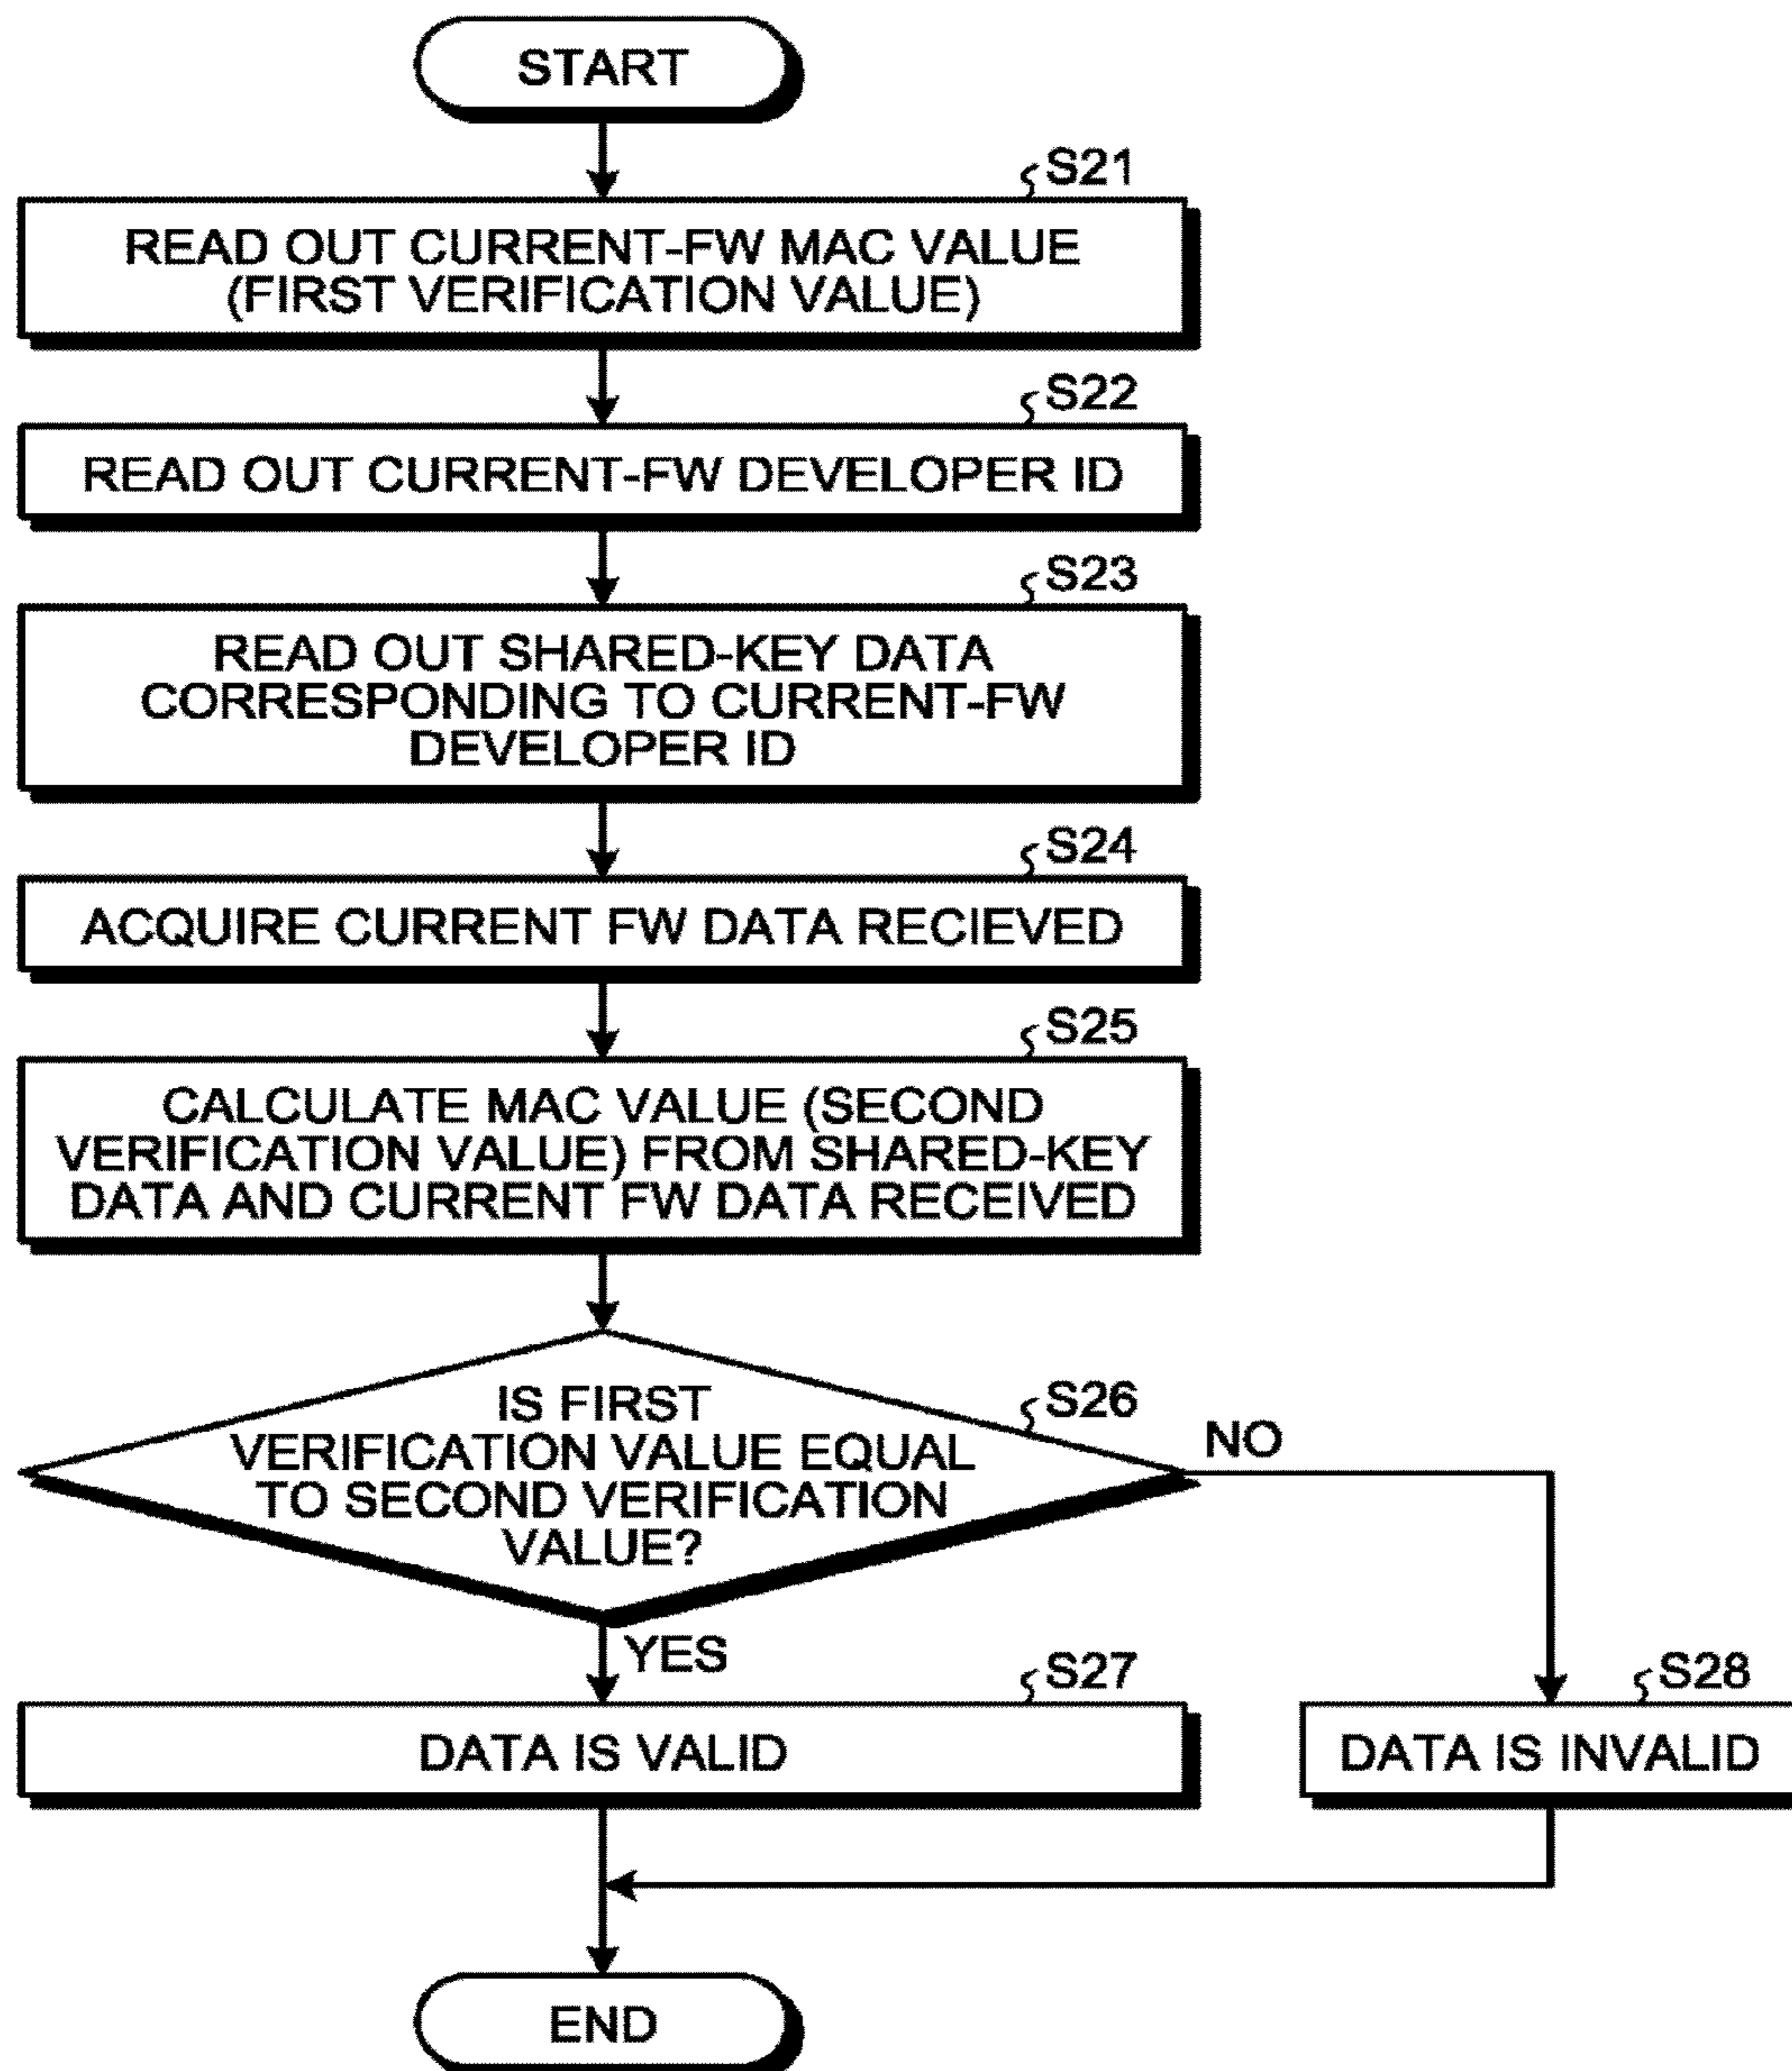 START
S21
READ OUT CURRENT-FW MAC VALUE
(FIRST VERIFICATION VALUE)
S22
READ OUT CURRENT-FW DEVELOPER ID
S23
READ OUT SHARED-KEY DATA
CORRESPONDING TO CURRENT-FW
DEVELOPER ID
S24
ACQUIRE CURRENT FW DATA RECIEVED
S25
CALCULATE MAC VALUE (SECOND
VERIFICATION VALUE) FROM SHARED-KEY
DATA AND CURRENT FW DATA RECEIVED
S26
IS FIRST
VERIFICATION VALUE EQUAL
TO SECOND VERIFICATION
VALUE?
NO
YES
S27
DATA IS VALID
S28
DATA IS INVALID
END